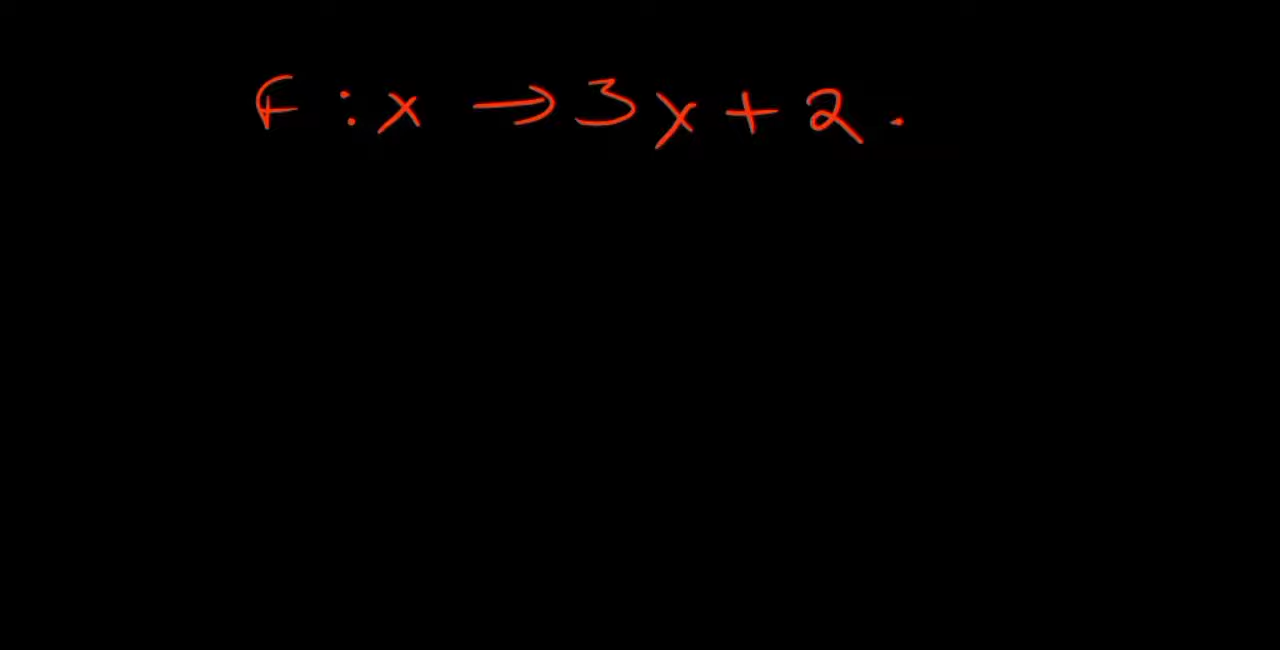 F : x → 3x + 2 .